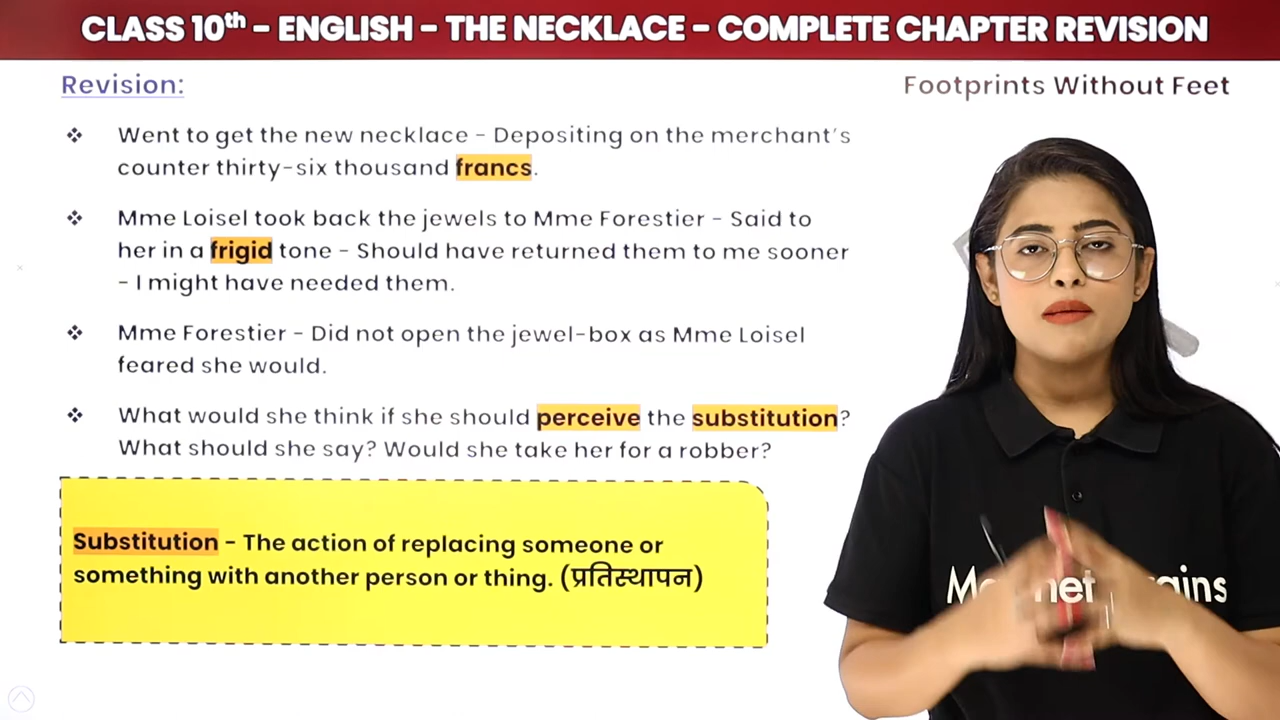 CLASS 10th – ENGLISH – THE NECKLACE – COMPLETE CHAPTER REVISION
Revision:
Footprints Without Feet
❖ Went to get the new necklace – Depositing on the merchant’s
counter thirty-six thousand francs.
❖ Mme Loisel took back the jewels to Mme Forestier – Said to
her in a frigid tone – Should have returned them to me sooner
– I might have needed them.
❖ Mme Forestier – Did not open the jewel-box as Mme Loisel
feared she would.
❖ What would she think if she should perceive the substitution?
What should she say? Would she take her for a robber?
Substitution – The action of replacing someone or
something with another person or thing. (प्रतिस्थापन)